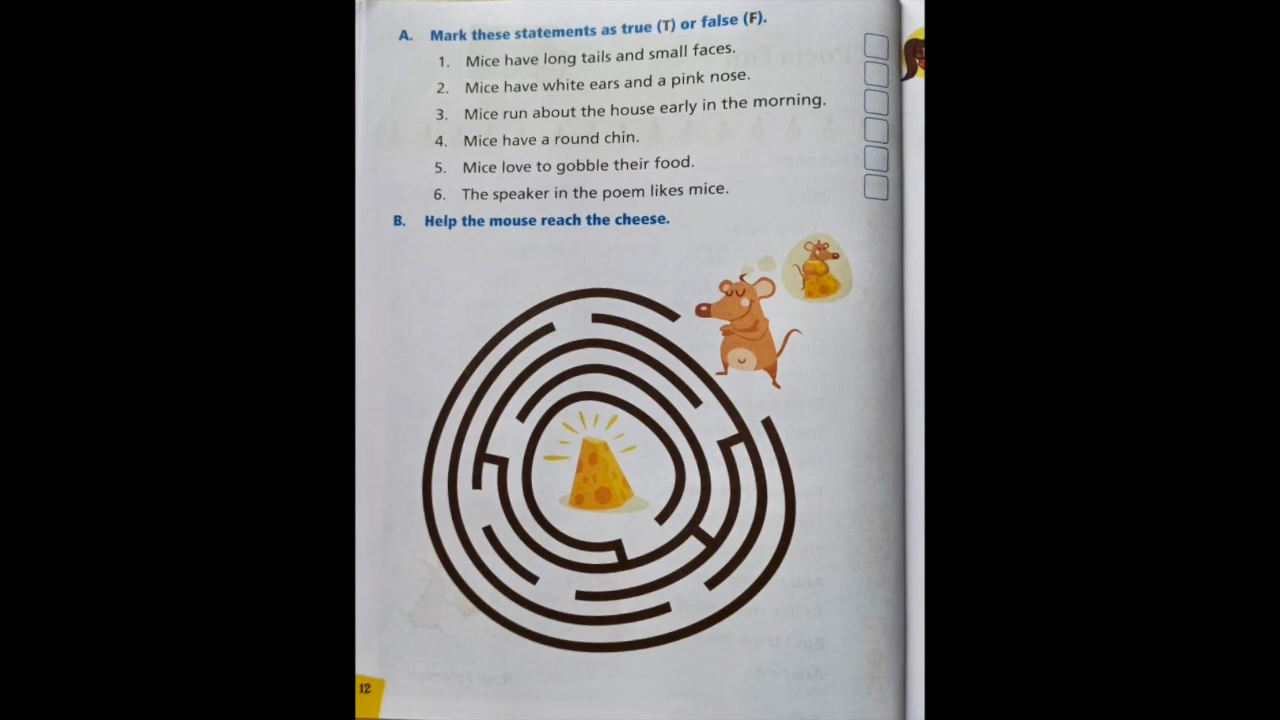 A. Mark these statements as true (T) or false (F).
1. Mice have long tails and small faces.
2. Mice have white ears and a pink nose.
3. Mice run about the house early in the morning.
4. Mice have a round chin.
5. Mice love to gobble their food.
6. The speaker in the poem likes mice.
B. Help the mouse reach the cheese.
12